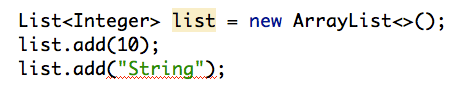 List<Integer> list = new ArrayList<>();
list.add(10);
list.add("String");